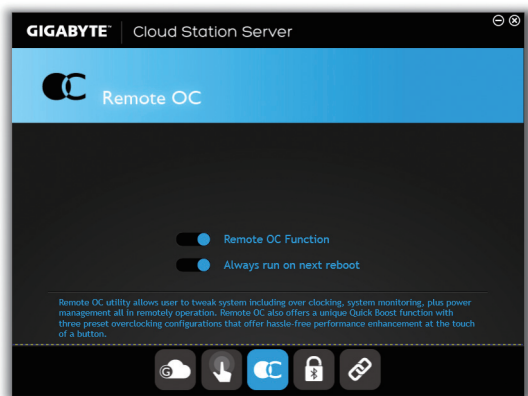 GIGABYTE™ Cloud Station Server
OC Remote OC
Remote OC Function
Always run on next reboot
Remote OC utility allows user to tweak system including over clocking, system monitoring, plus power
management all in remotely operation. Remote OC also offers a unique Quick Boost function with
three preset overclocking configurations that offer hassle-free performance enhancement at the touch
of a button.
G OC